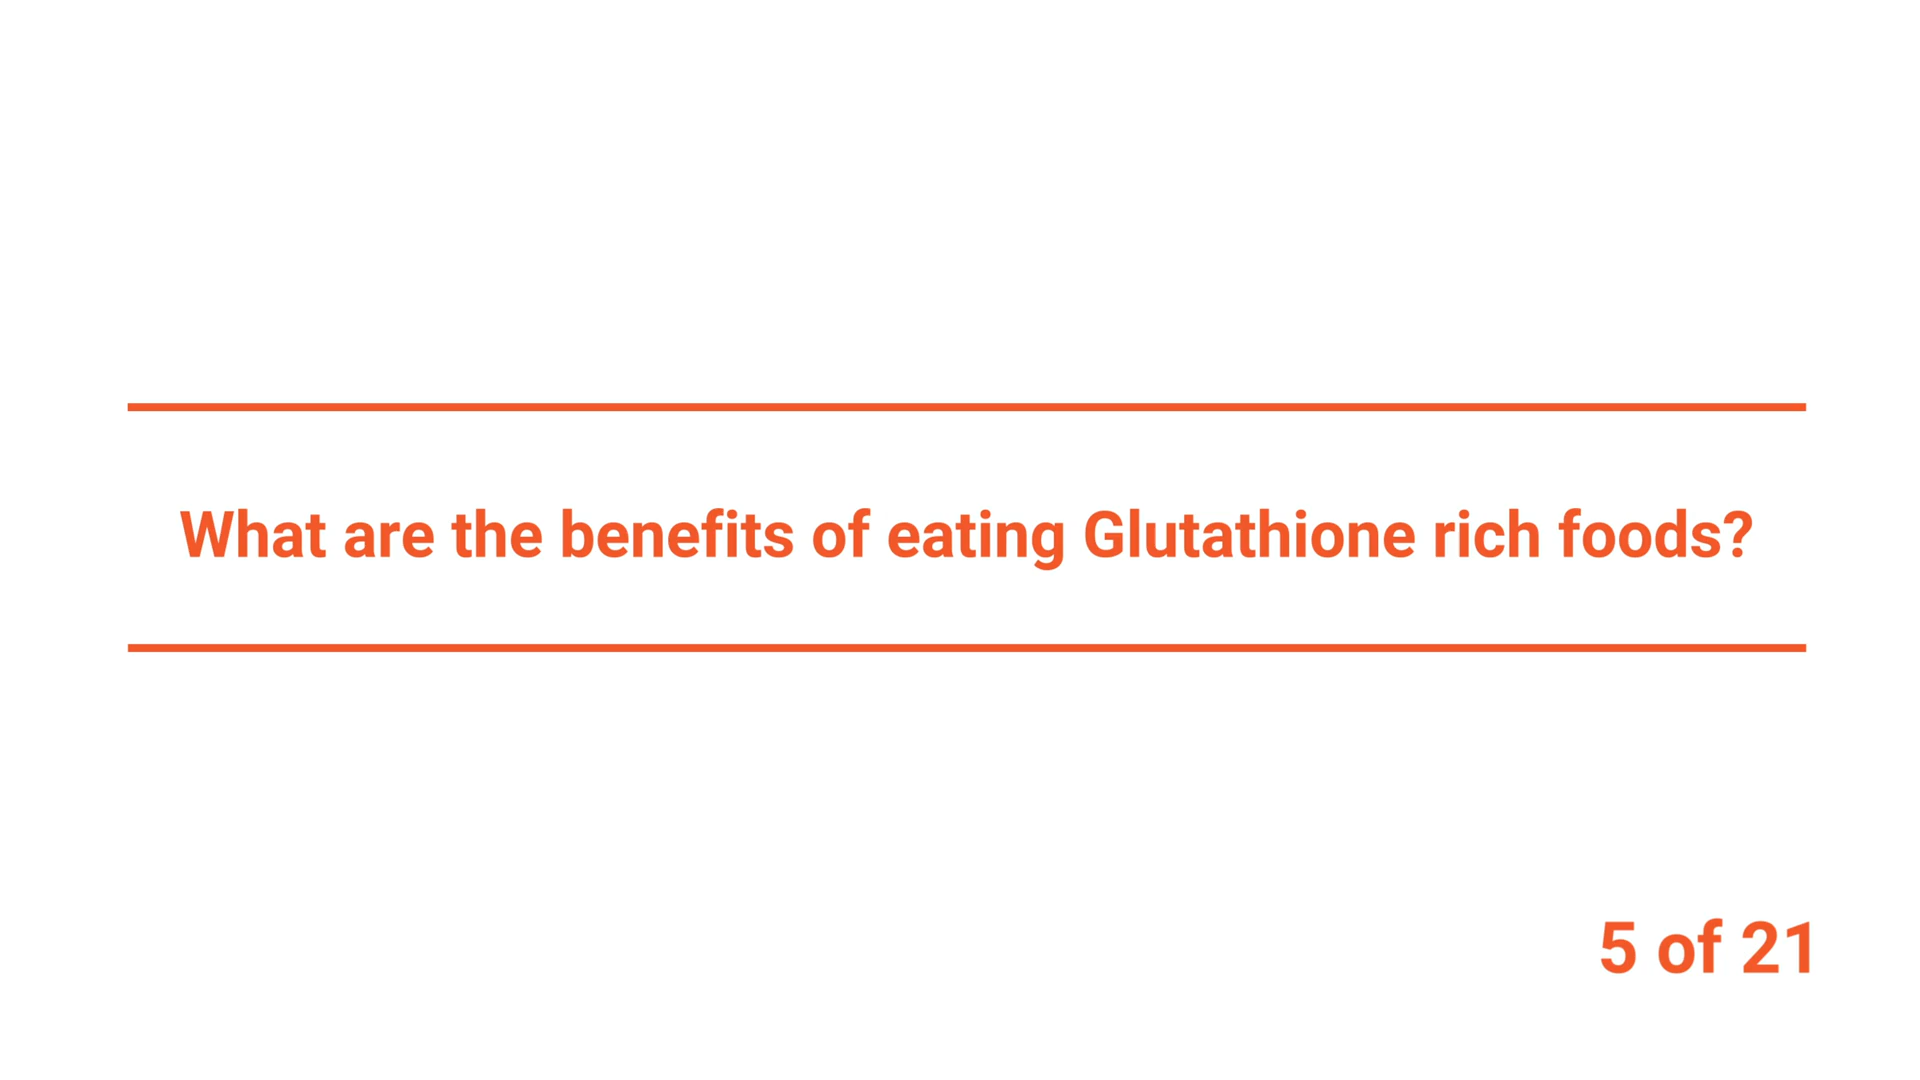 What are the benefits of eating Glutathione rich foods?
5 of 21